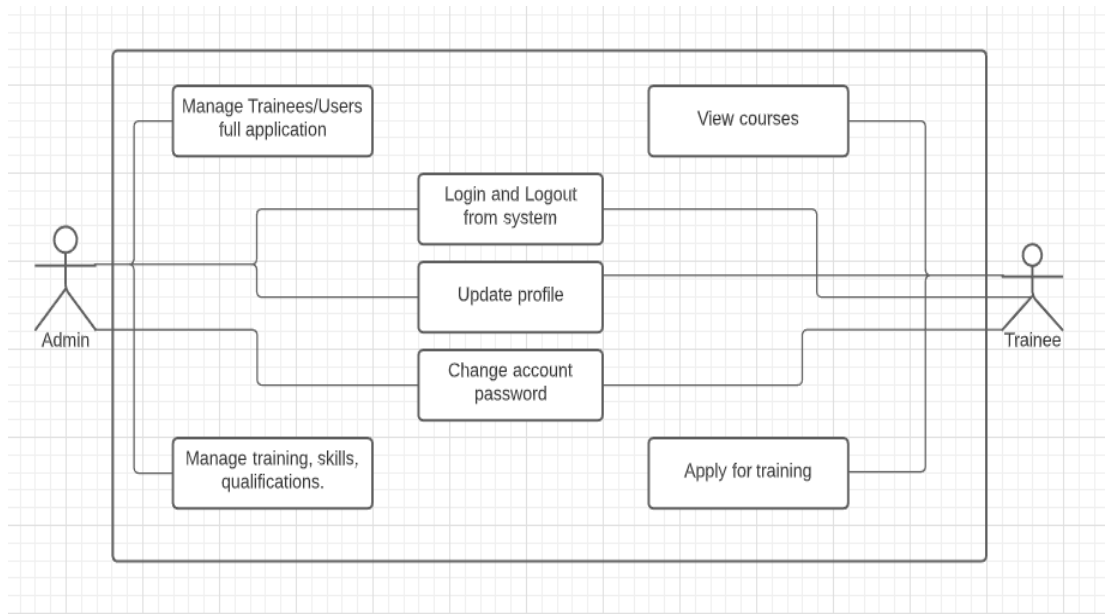 Manage Trainees/Users
full application
View courses
Login and Logout
from system
Update profile
Admin
Trainee
Change account
password
Manage training, skills,
qualifications.
Apply for training